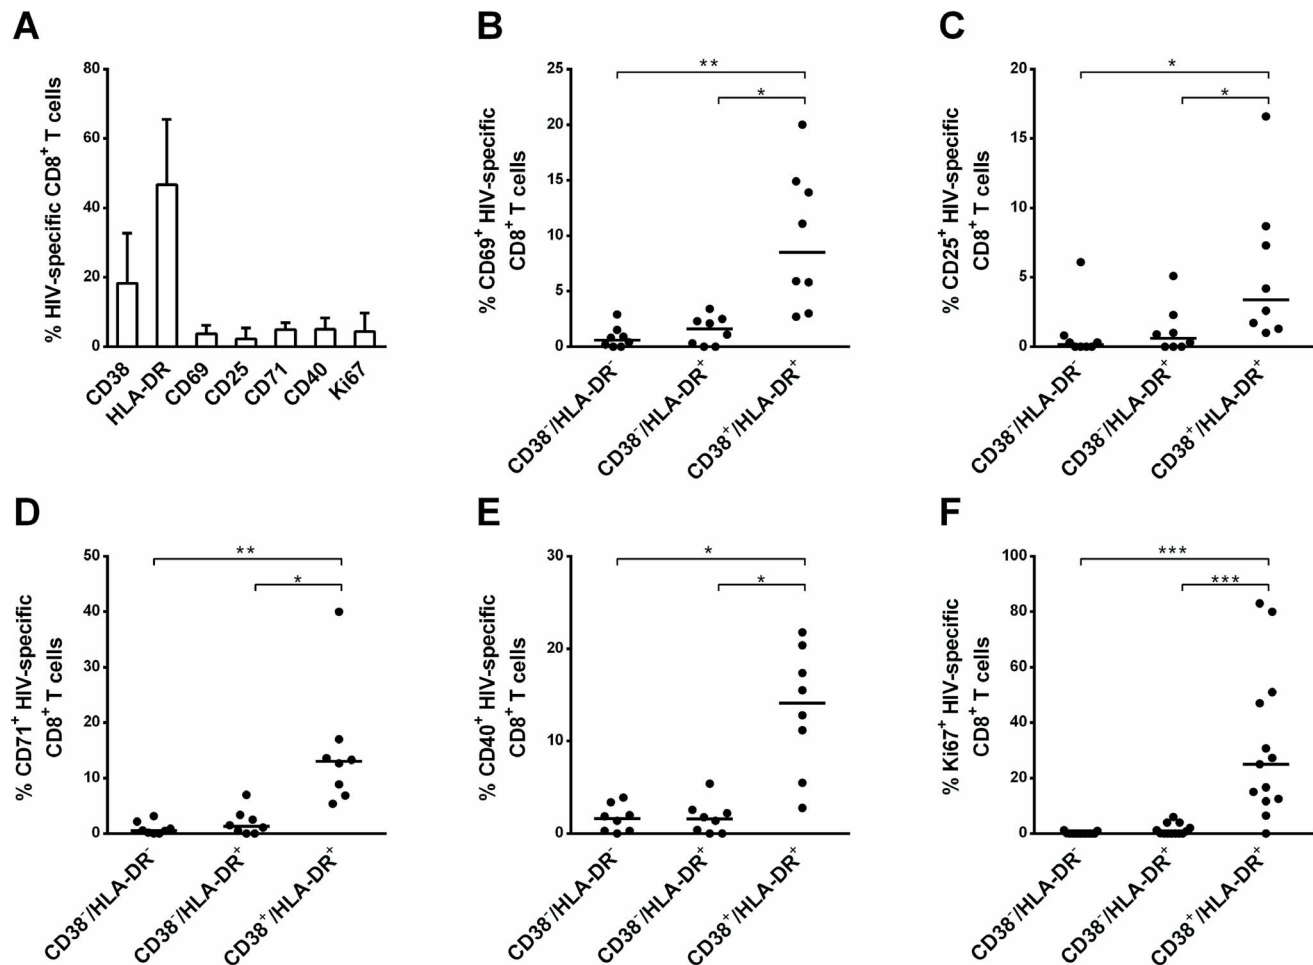 A
% HIV-specific CD8⁺ T cells
80
60
40
20
0
CD38
HLA-DR
CD69
CD25
CD71
CD40
Ki67
B
% CD69⁺ HIV-specific
CD8⁺ T cells
25
20
15
10
5
0
**
*
CD38⁻/HLA-DR⁻
CD38⁻/HLA-DR⁺
CD38⁺/HLA-DR⁺
C
% CD25⁺ HIV-specific
CD8⁺ T cells
20
15
10
5
0
*
*
CD38⁻/HLA-DR⁻
CD38⁻/HLA-DR⁺
CD38⁺/HLA-DR⁺
D
% CD71⁺ HIV-specific
CD8⁺ T cells
50
40
30
20
10
0
**
*
CD38⁻/HLA-DR⁻
CD38⁻/HLA-DR⁺
CD38⁺/HLA-DR⁺
E
% CD40⁺ HIV-specific
CD8⁺ T cells
30
20
10
0
*
*
CD38⁻/HLA-DR⁻
CD38⁻/HLA-DR⁺
CD38⁺/HLA-DR⁺
F
% Ki67⁺ HIV-specific
CD8⁺ T cells
100
80
60
40
20
0
***
***
CD38⁻/HLA-DR⁻
CD38⁻/HLA-DR⁺
CD38⁺/HLA-DR⁺